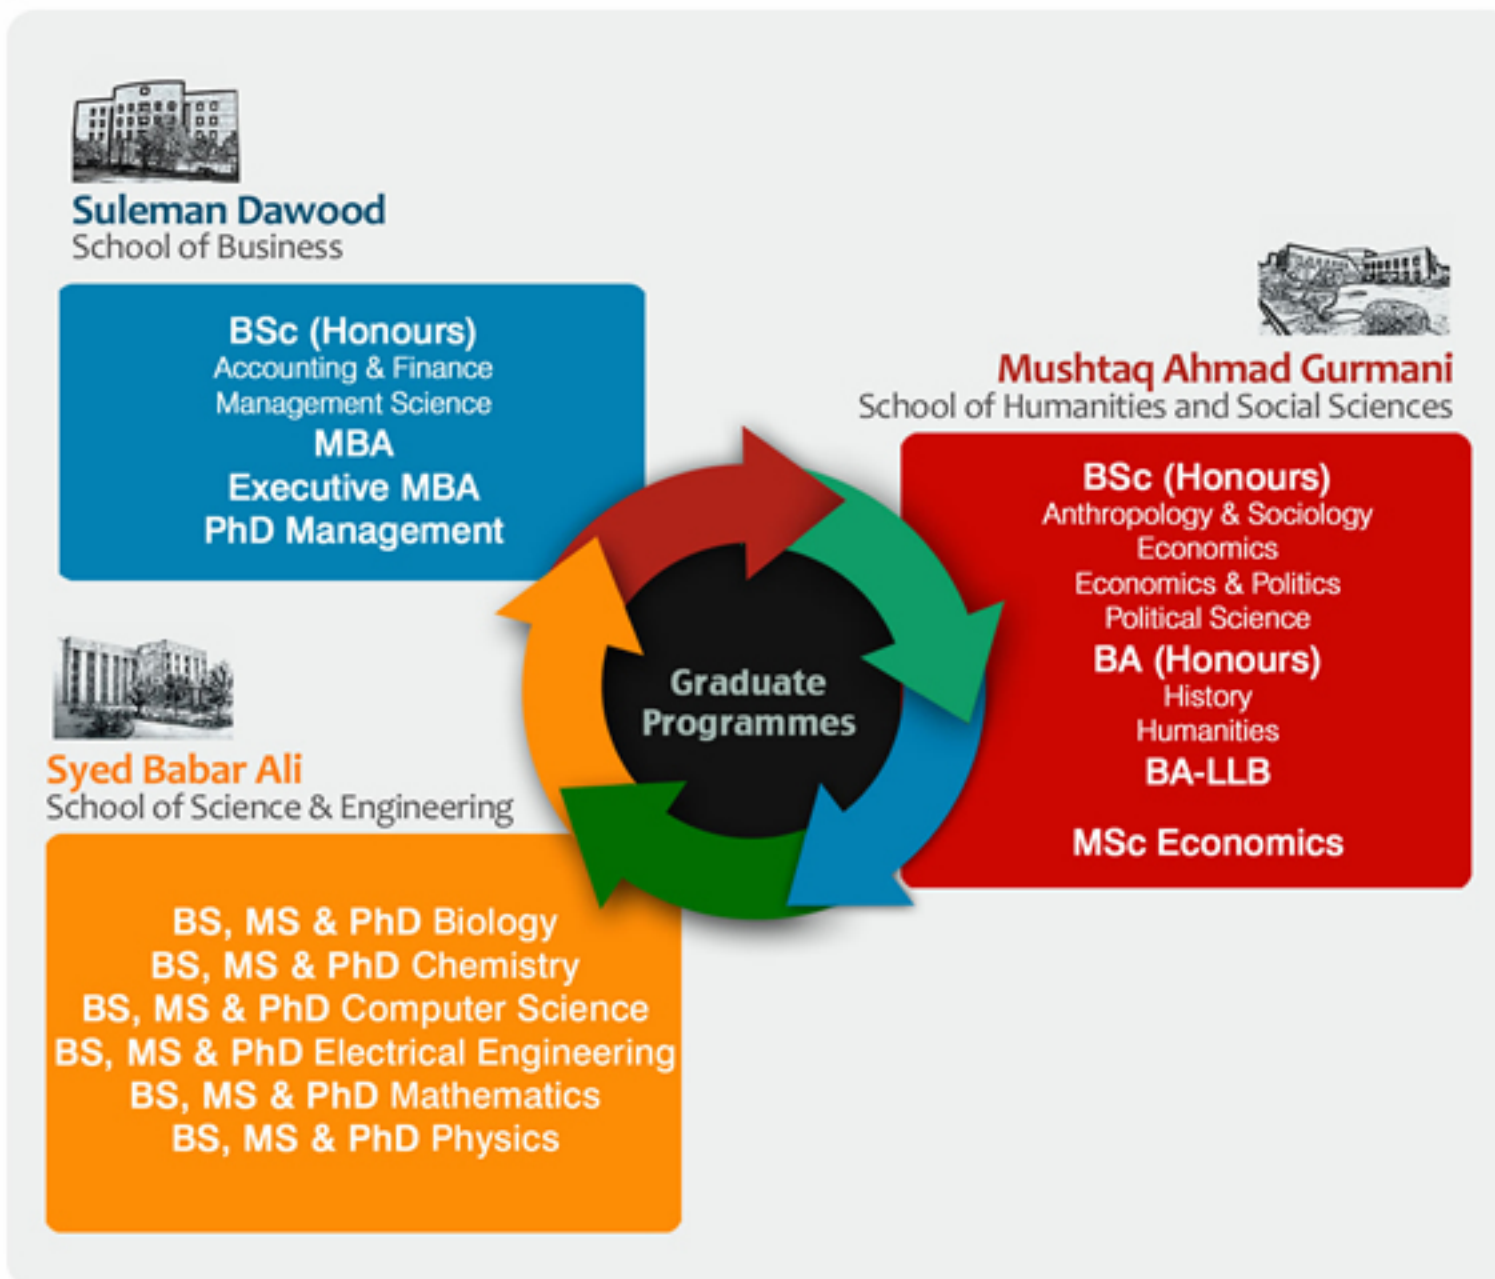 Suleman Dawood
School of Business
BSc (Honours)
Accounting & Finance
Management Science
MBA
Executive MBA
PhD Management
Mushtaq Ahmad Gurmani
School of Humanities and Social Sciences
BSc (Honours)
Anthropology & Sociology
Economics
Economics & Politics
Political Science
BA (Honours)
History
Humanities
BA-LLB
MSc Economics
Graduate
Programmes
Syed Babar Ali
School of Science & Engineering
BS, MS & PhD Biology
BS, MS & PhD Chemistry
BS, MS & PhD Computer Science
BS, MS & PhD Electrical Engineering
BS, MS & PhD Mathematics
BS, MS & PhD Physics